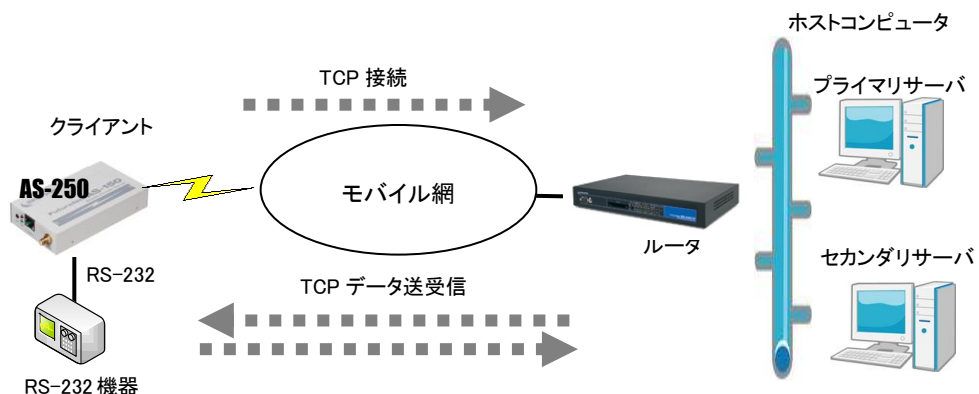 ホストコンピュータ
TCP 接続
プライマリサーバ
クライアント
AS-250
モバイル網
ルータ
RS-232
TCP データ送受信
セカンダリサーバ
RS-232 機器